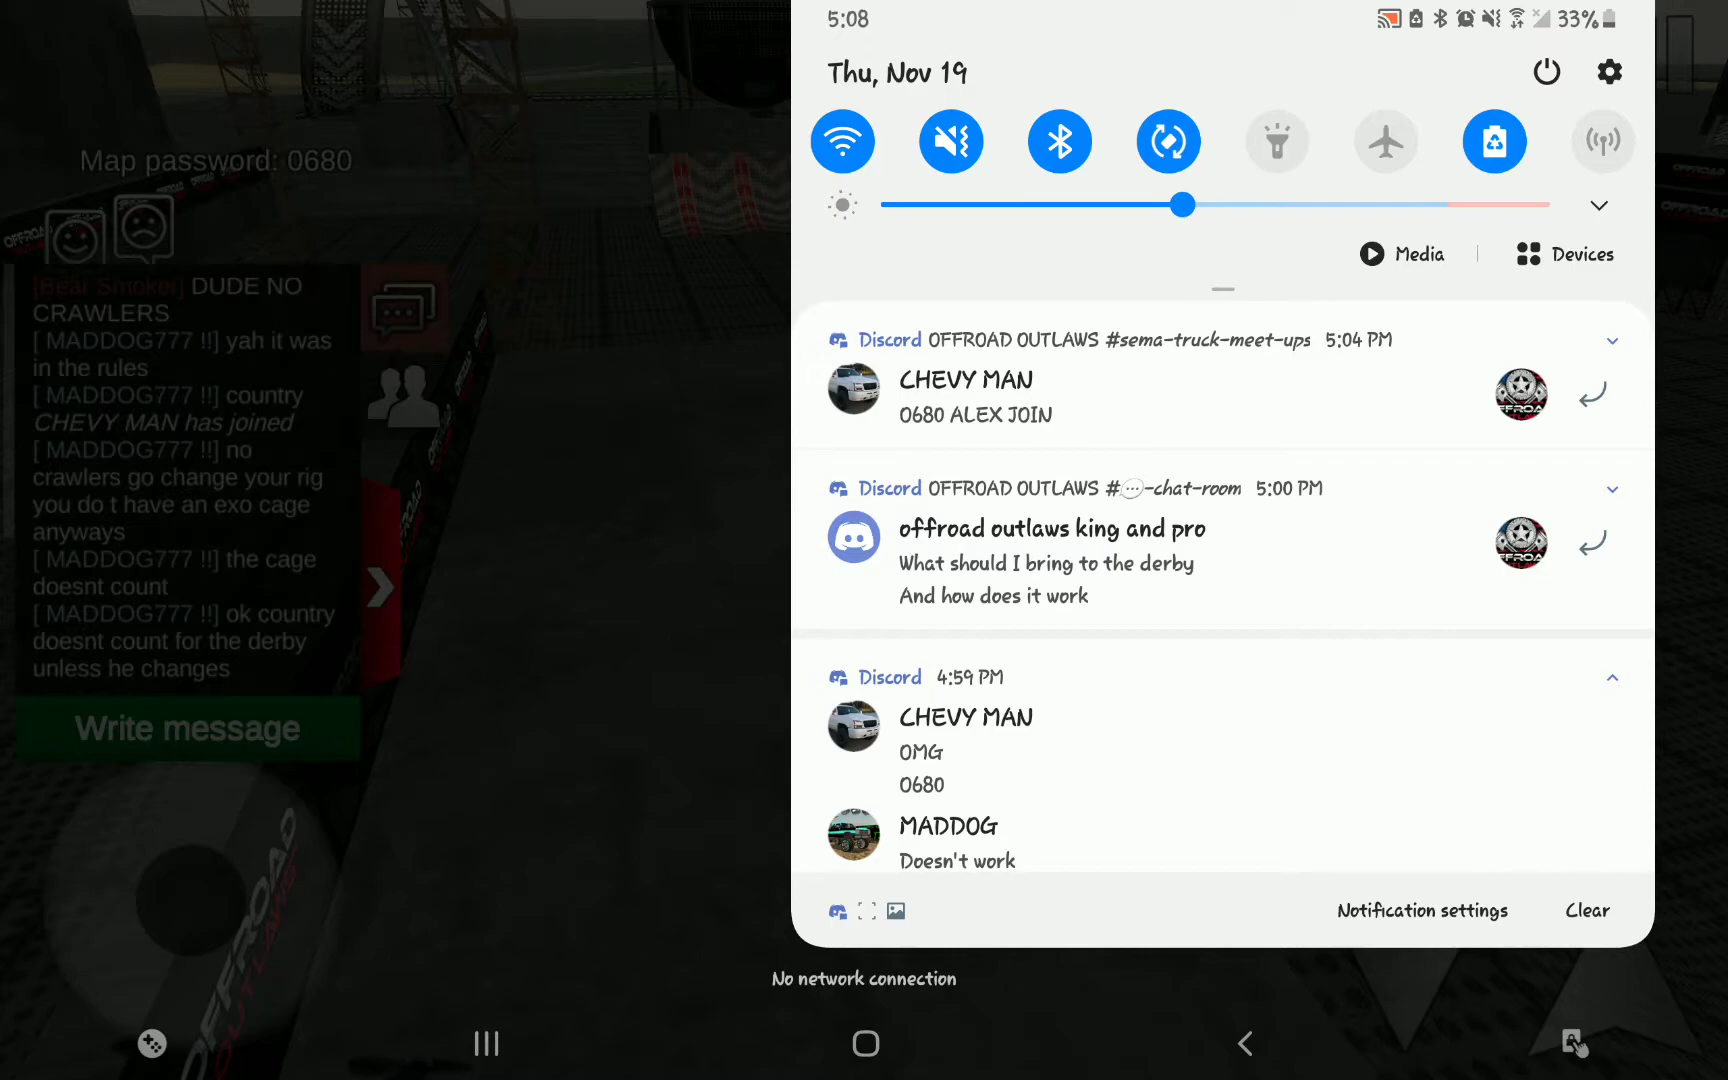 5:08
33%
Thu, Nov 19
Media
Devices
Discord OFFROAD OUTLAWS #sema-truck-meet-ups 5:04 PM
CHEVY MAN
0680 ALEX JOIN
Discord OFFROAD OUTLAWS #💬-chat-room 5:00 PM
offroad outlaws king and pro
What should I bring to the derby
And how does it work
Discord 4:59 PM
CHEVY MAN
OMG
0680
MADDOG
Doesn't work
Notification settings
Clear
No network connection
Map password: 0680
[Bear Smoker] DUDE NO
CRAWLERS
[ MADDOG777 !!] yah it was
in the rules
[ MADDOG777 !!] country
CHEVY MAN has joined
[ MADDOG777 !!] no
crawlers go change your rig
you do t have an exo cage
anyways
[ MADDOG777 !!] the cage
doesnt count
[ MADDOG777 !!] ok country
doesnt count for the derby
unless he changes
Write message
OFFROAD
OUTLAWS